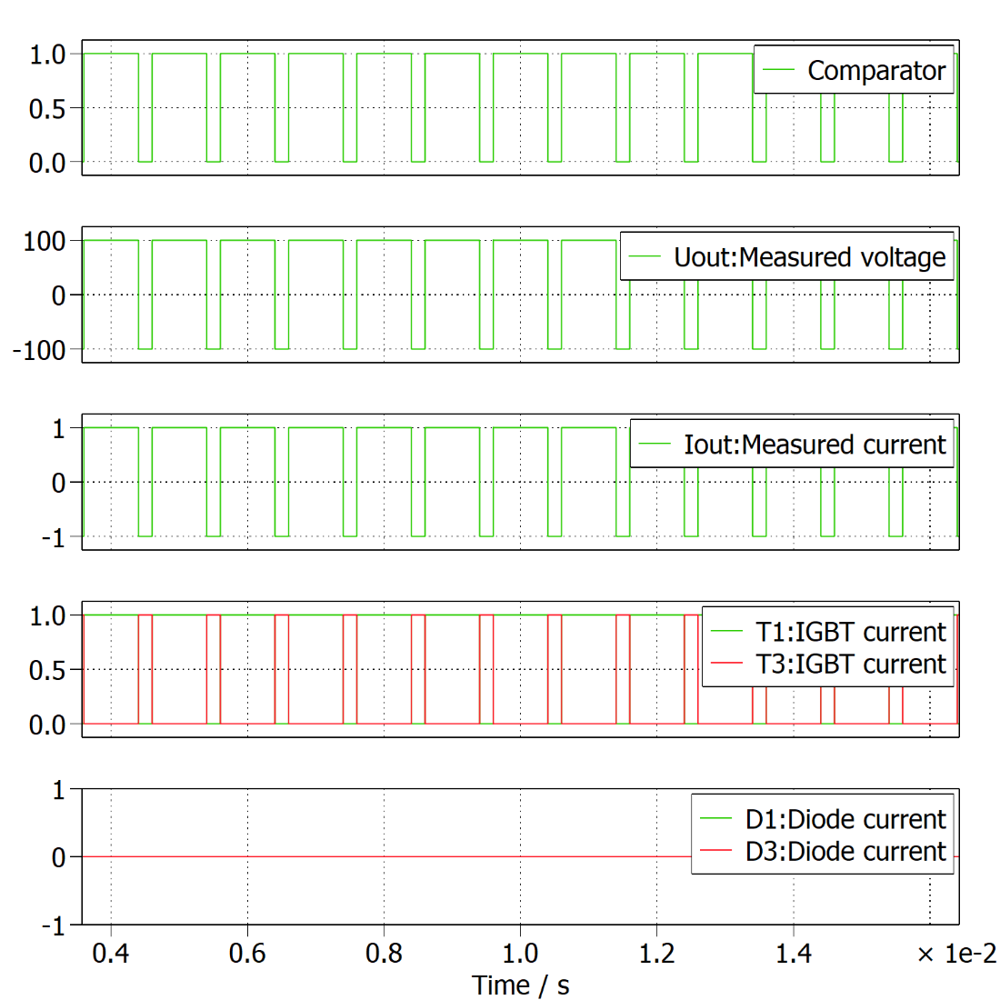 1.0
0.5
0.0
Comparator
100
0
-100
Uout:Measured voltage
1
0
-1
Iout:Measured current
1.0
0.5
0.0
T1:IGBT current
T3:IGBT current
1
0
-1
D1:Diode current
D3:Diode current
0.4 0.6 0.8 1.0 1.2 1.4 × 1e-2
Time / s